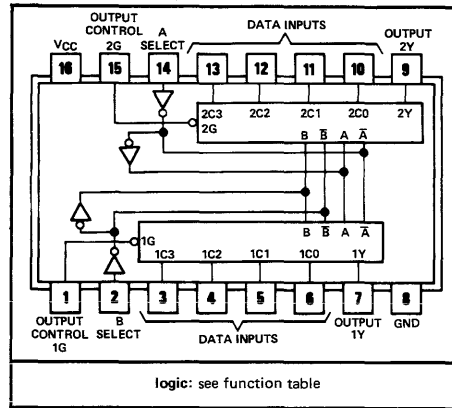 OUTPUT
CONTROL
2G
A
SELECT
DATA INPUTS
OUTPUT
2Y
VCC
16 15 14 13 12 11 10 9
2C3 2C2 2C1 2C0 2Y
2G
B B̅ A A̅
B B̅ A A̅
1G
1C3 1C2 1C1 1C0 1Y
1 2 3 4 5 6 7 8
OUTPUT
CONTROL
1G
B
SELECT
DATA INPUTS
OUTPUT
1Y
GND
logic: see function table